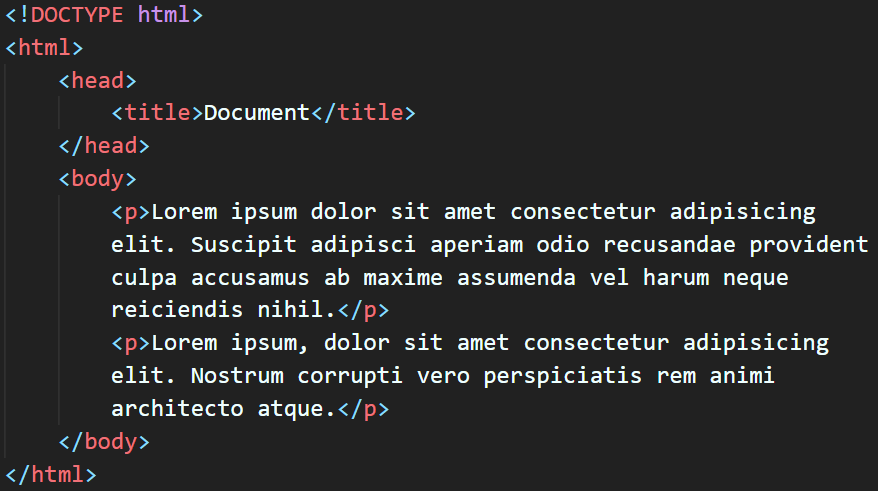 <!DOCTYPE html>
<html>
    <head>
        <title>Document</title>
    </head>
    <body>
        <p>Lorem ipsum dolor sit amet consectetur adipisicing
        elit. Suscipit adipisci aperiam odio recusandae provident
        culpa accusamus ab maxime assumenda vel harum neque
        reiciendis nihil.</p>
        <p>Lorem ipsum, dolor sit amet consectetur adipisicing
        elit. Nostrum corrupti vero perspiciatis rem animi
        architecto atque.</p>
    </body>
</html>